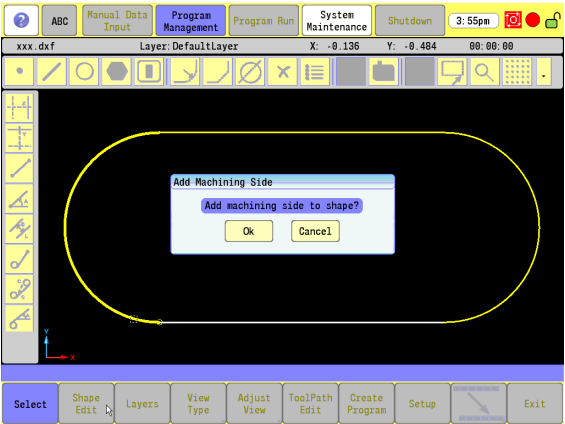 ?
ABC
Manual Data
Input
Program
Management
Program Run
System
Maintenance
Shutdown
3:55pm
xxx.dxf Layer:DefaultLayer X: -0.136 Y: -0.484 00:00:00
Add Machining Side
Add machining side to shape?
Ok Cancel
Y
X
Select
Shape
Edit
Layers
View
Type
Adjust
View
ToolPath
Edit
Create
Program
Setup
Exit